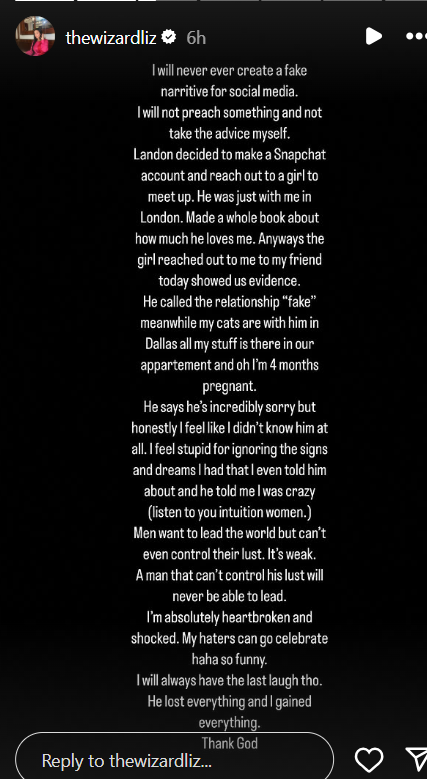 thewizardliz 6h
I will never ever create a fake
narritive for social media.
I will not preach something and not
take the advice myself.
Landon decided to make a Snapchat
account and reach out to a girl to
meet up. He was just with me in
London. Made a whole book about
how much he loves me. Anyways the
girl reached out to me to my friend
today showed us evidence.
He called the relationship “fake”
meanwhile my cats are with him in
Dallas all my stuff is there in our
appartement and oh I’m 4 months
pregnant.
He says he’s incredibly sorry but
honestly I feel like I didn’t know him at
all. I feel stupid for ignoring the signs
and dreams I had that I even told him
about and he told me I was crazy
(listen to you intuition women.)
Men want to lead the world but can’t
even control their lust. It’s weak.
A man that can’t control his lust will
never be able to lead.
I’m absolutely heartbroken and
shocked. My haters can go celebrate
haha so funny.
I will always have the last laugh tho.
He lost everything and I gained
everything.
Thank God
Reply to thewizardliz...